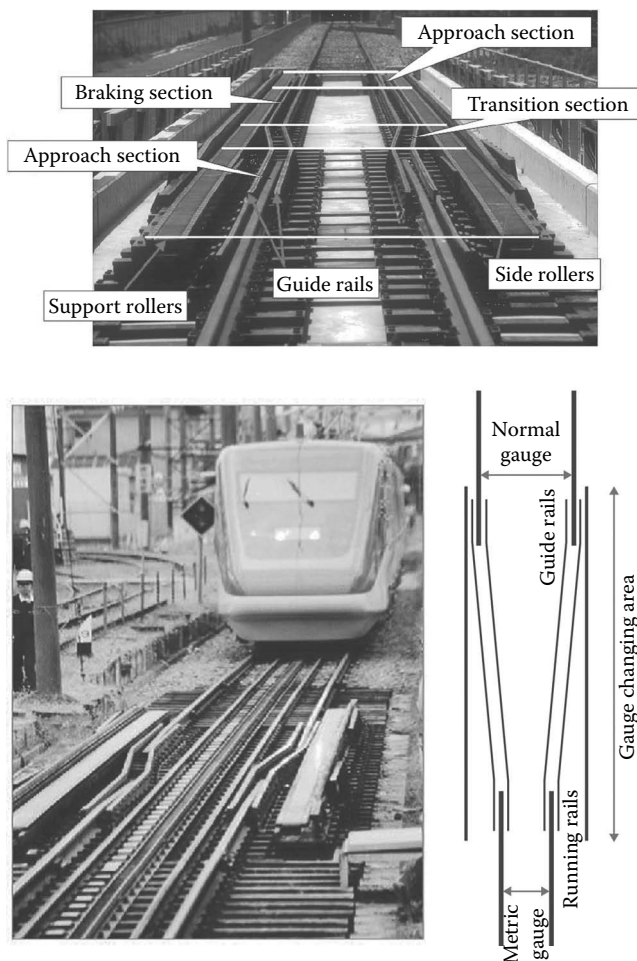 Approach section
Braking section
Transition section
Approach section
Guide rails
Side rollers
Support rollers
Normal
gauge
Guide rails
Gauge changing area
Running rails
Metric
gauge